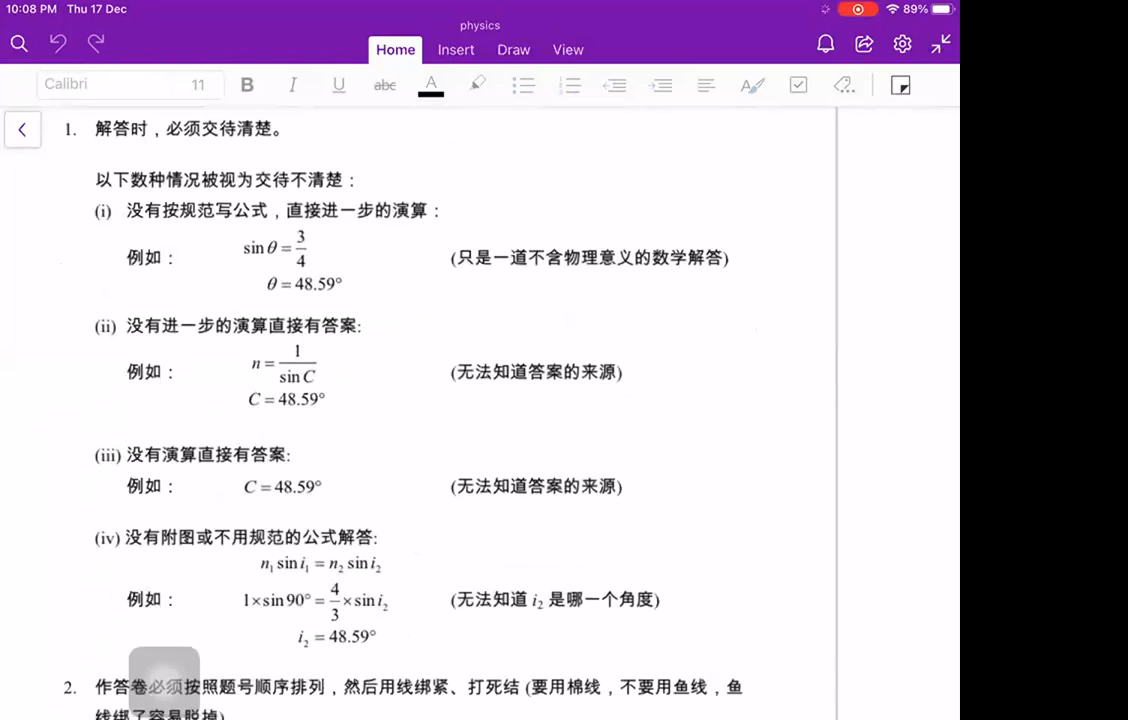 10:08 PM Thu 17 Dec
89%
physics
Home Insert Draw View
Calibri 11 B I U abc A
1. 解答时，必须交待清楚。
以下数种情况被视为交待不清楚：
(i) 没有按规范写公式，直接进一步的演算：
例如： sin θ = 3/4 (只是一道不含物理意义的数学解答)
θ = 48.59°
(ii) 没有进一步的演算直接有答案:
例如： n = 1/sin C (无法知道答案的来源)
C = 48.59°
(iii) 没有演算直接有答案:
例如： C = 48.59° (无法知道答案的来源)
(iv) 没有附图或不用规范的公式解答:
n₁ sin i₁ = n₂ sin i₂
例如： 1×sin 90° = 4/3 × sin i₂ (无法知道 i₂ 是哪一个角度)
i₂ = 48.59°
2. 作答卷必须按照题号顺序排列，然后用线绑紧、打死结 (要用棉线，不要用鱼线，鱼
线绑了容易脱掉)